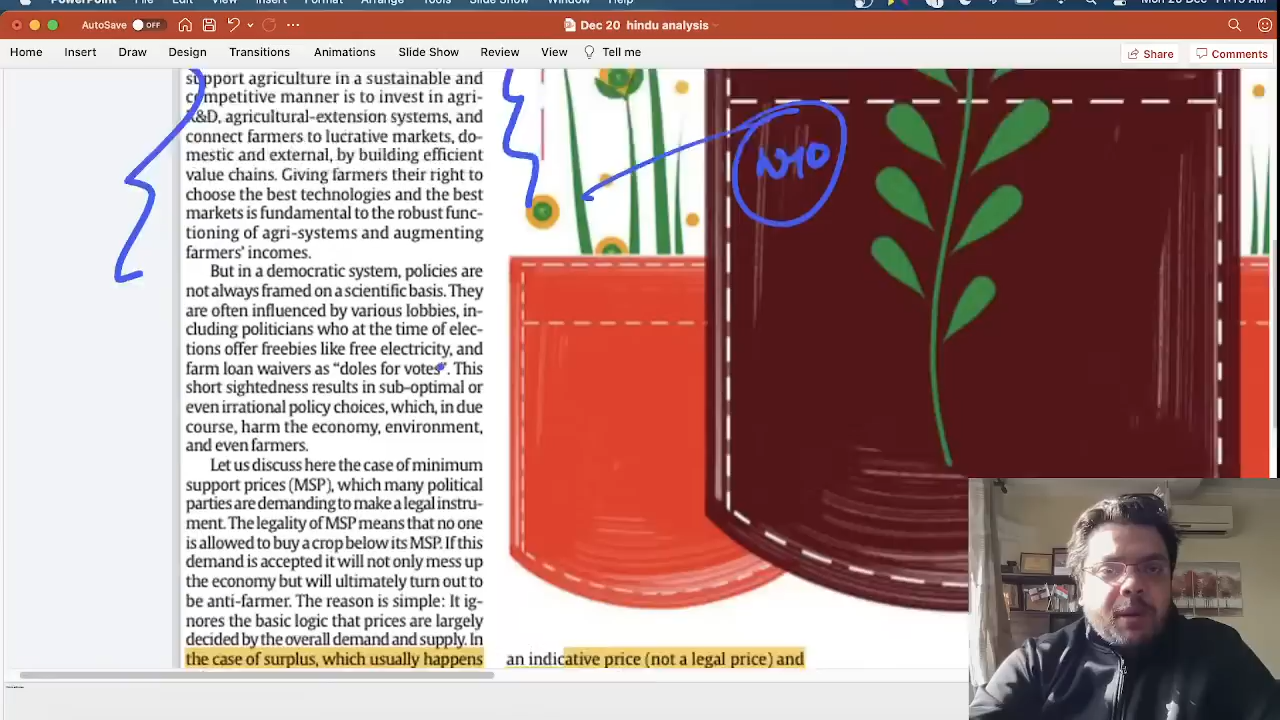 PowerPoint File Edit View Insert Format Arrange Tools Slide Show Window Help
AutoSave OFF
Dec 20 hindu analysis
Home Insert Draw Design Transitions Animations Slide Show Review View Tell me
Share Comments
support agriculture in a sustainable and
competitive manner is to invest in agri-
R&D, agricultural-extension systems, and
connect farmers to lucrative markets, do-
mestic and external, by building efficient
value chains. Giving farmers their right to
choose the best technologies and the best
markets is fundamental to the robust func-
tioning of agri-systems and augmenting
farmers' incomes.
But in a democratic system, policies are
not always framed on a scientific basis. They
are often influenced by various lobbies, in-
cluding politicians who at the time of elec-
tions offer freebies like free electricity, and
farm loan waivers as “doles for votes”. This
short sightedness results in sub-optimal or
even irrational policy choices, which, in due
course, harm the economy, environment,
and even farmers.
Let us discuss here the case of minimum
support prices (MSP), which many political
parties are demanding to make a legal instru-
ment. The legality of MSP means that no one
is allowed to buy a crop below its MSP. If this
demand is accepted it will not only mess up
the economy but will ultimately turn out to
be anti-farmer. The reason is simple: It ig-
nores the basic logic that prices are largely
decided by the overall demand and supply. In
the case of surplus, which usually happens
an indicative price (not a legal price) and